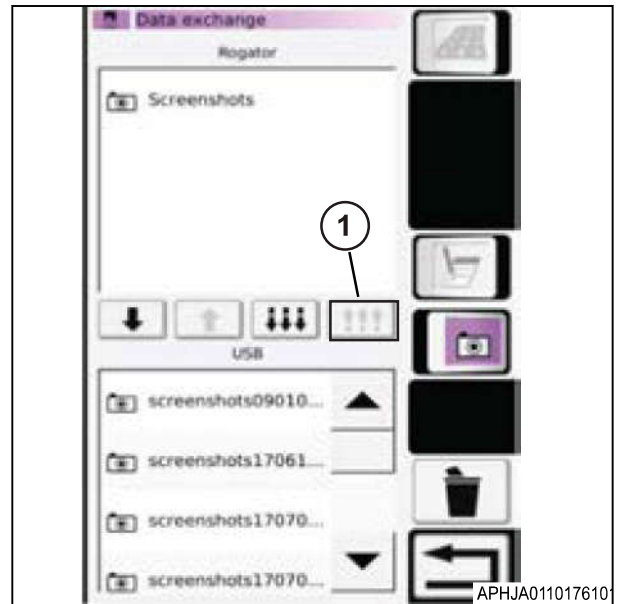 Data exchange
Rogator
Screenshots
1
USB
screenshots09010...
screenshots17061...
screenshots17070...
screenshots17070...
APHJA0110176101